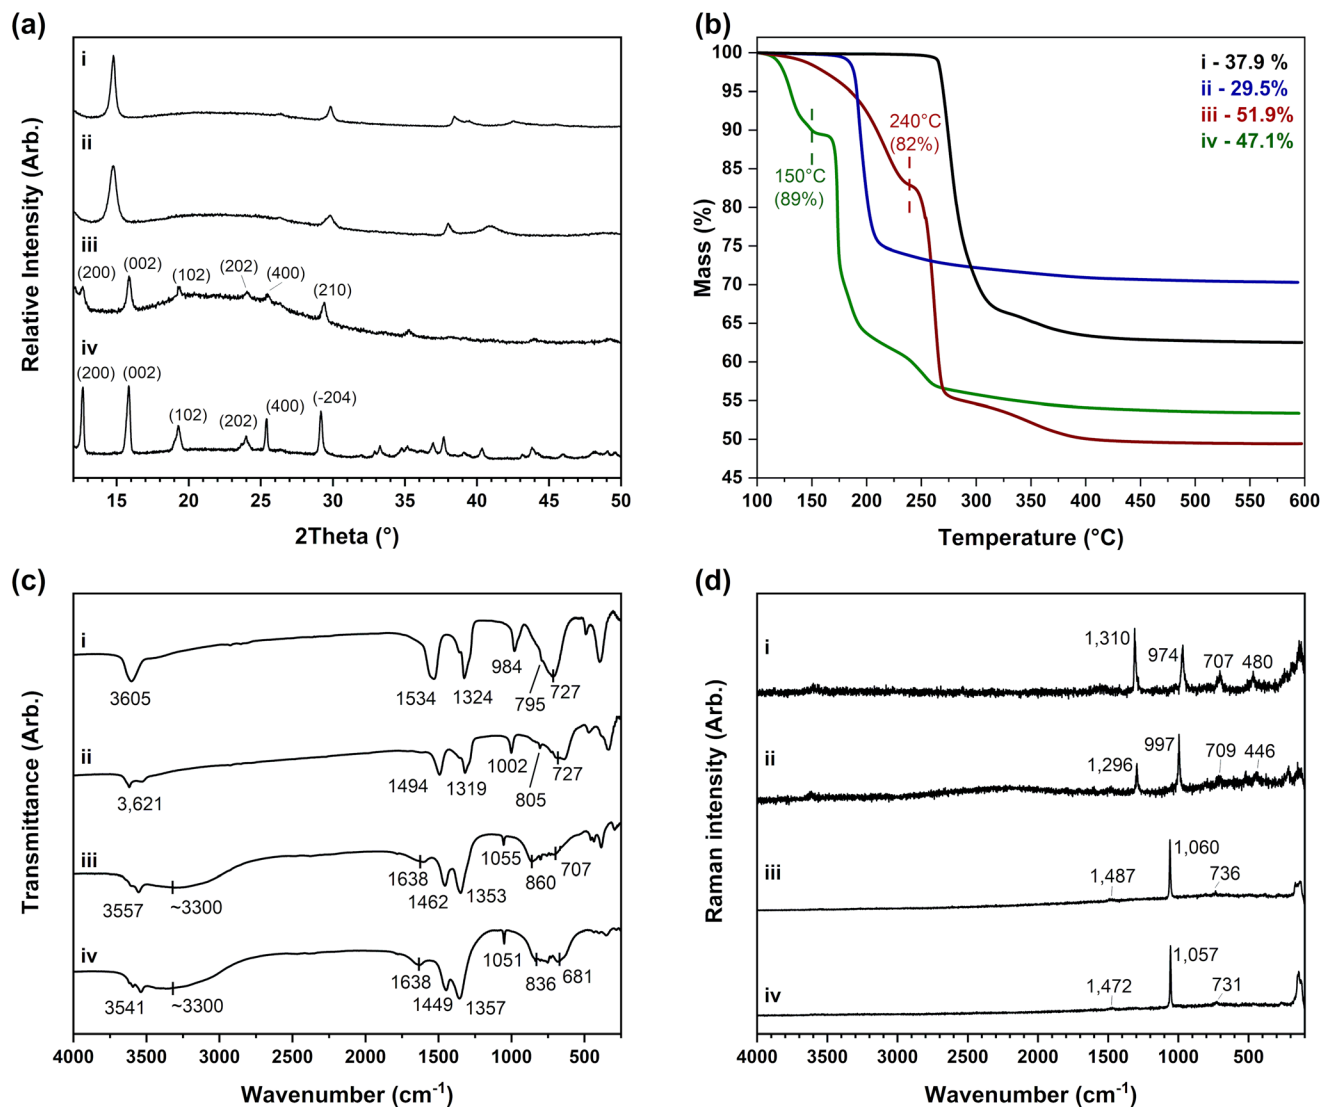 (a)
i
ii
iii
(200)
(002)
(102)
(202)
(400)
(210)
iv
(200)
(002)
(102)
(202)
(400)
(-204)
Relative Intensity (Arb.)
15 20 25 30 35 40 45 50
2Theta (°)
(b)
i - 37.9 %
ii - 29.5%
iii - 51.9%
iv - 47.1%
240°C
(82%)
150°C
(89%)
Mass (%)
100
95
90
85
80
75
70
65
60
55
50
45
100 150 200 250 300 350 400 450 500 550 600
Temperature (°C)
(c)
i
3605
1534
1324
984
795
727
ii
3,621
1494
1319
1002
805
727
iii
3557
~3300
1638
1462
1353
1055
860
707
iv
3541
~3300
1638
1449
1357
1051
836
681
Transmittance (Arb.)
4000 3500 3000 2500 2000 1500 1000 500
Wavenumber (cm-1)
(d)
i
1,310
974
707
480
ii
1,296
997
709
446
iii
1,487
1,060
736
iv
1,472
1,057
731
Raman intensity (Arb.)
4000 3500 3000 2500 2000 1500 1000 500
Wavenumber (cm-1)